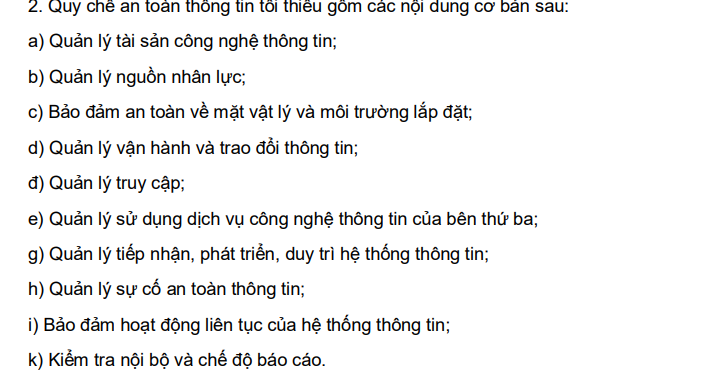 2. Quy chế an toàn thông tin tối thiểu gồm các nội dung cơ bản sau:
a) Quản lý tài sản công nghệ thông tin;
b) Quản lý nguồn nhân lực;
c) Bảo đảm an toàn về mặt vật lý và môi trường lắp đặt;
d) Quản lý vận hành và trao đổi thông tin;
đ) Quản lý truy cập;
e) Quản lý sử dụng dịch vụ công nghệ thông tin của bên thứ ba;
g) Quản lý tiếp nhận, phát triển, duy trì hệ thống thông tin;
h) Quản lý sự cố an toàn thông tin;
i) Bảo đảm hoạt động liên tục của hệ thống thông tin;
k) Kiểm tra nội bộ và chế độ báo cáo.